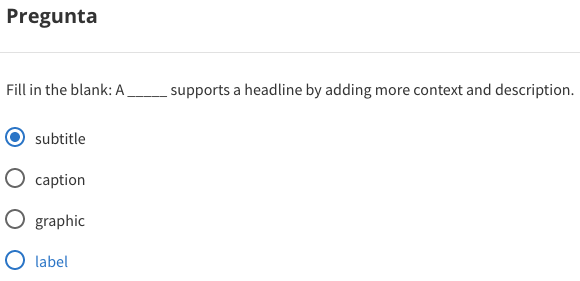 Pregunta
Fill in the blank: A _____ supports a headline by adding more context and description.
subtitle
caption
graphic
label